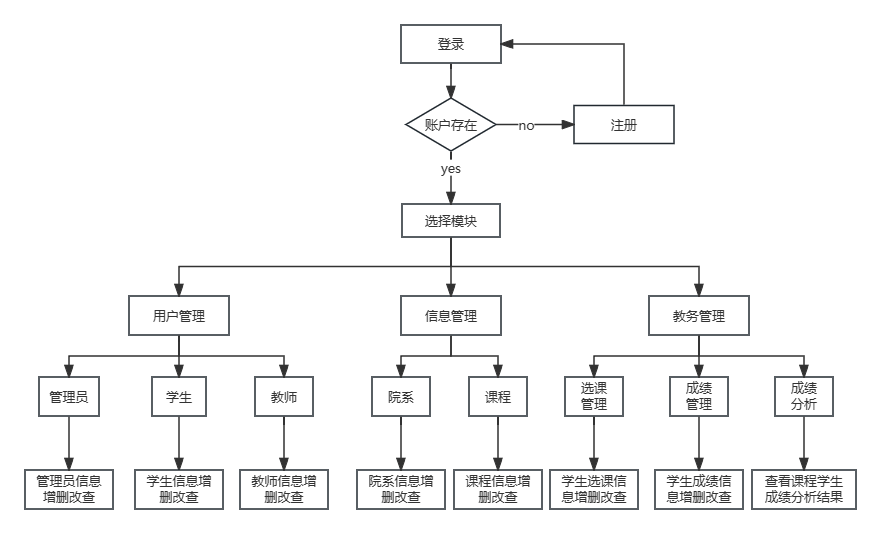 登录
账户存在
no
注册
yes
选择模块
用户管理
信息管理
教务管理
管理员
学生
教师
院系
课程
选课
管理
成绩
管理
成绩
分析
管理员信息
增删改查
学生信息增
删改查
教师信息增
删改查
院系信息增
删改查
课程信息增
删改查
学生选课信
息增删改查
学生成绩信
息增删改查
查看课程学生
成绩分析结果